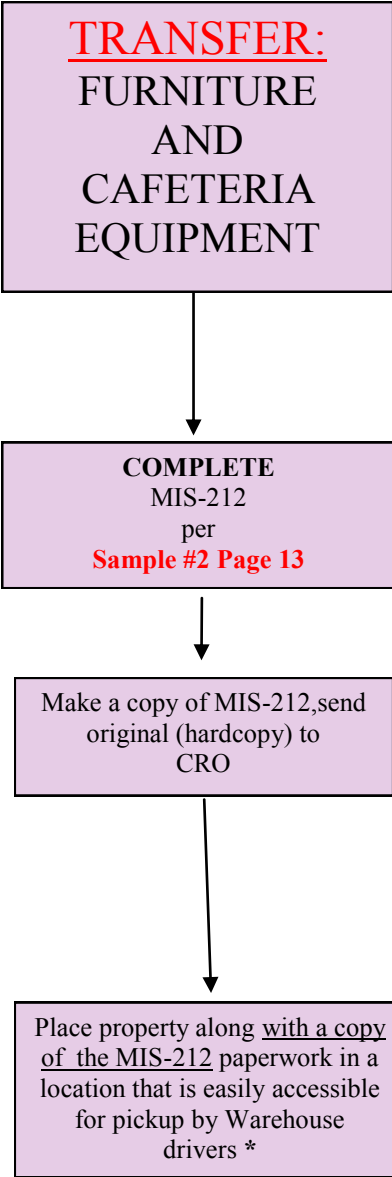 TRANSFER:
FURNITURE
AND
CAFETERIA
EQUIPMENT
COMPLETE
MIS-212
per
Sample #2 Page 13
Make a copy of MIS-212,send
original (hardcopy) to
CRO
Place property along with a copy
of the MIS-212 paperwork in a
location that is easily accessible
for pickup by Warehouse
drivers *